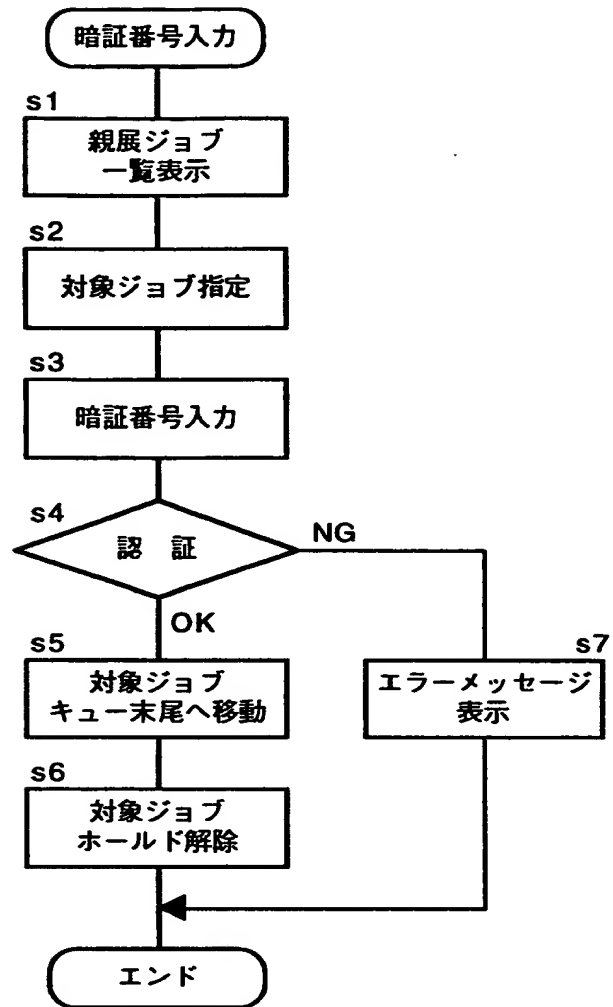 暗証番号入力
s1
親展ジョブ
一覧表示
s2
対象ジョブ指定
s3
暗証番号入力
s4
認 証
NG
OK
s5
対象ジョブ
キュー末尾へ移動
s7
エラーメッセージ
表示
s6
対象ジョブ
ホールド解除
エンド